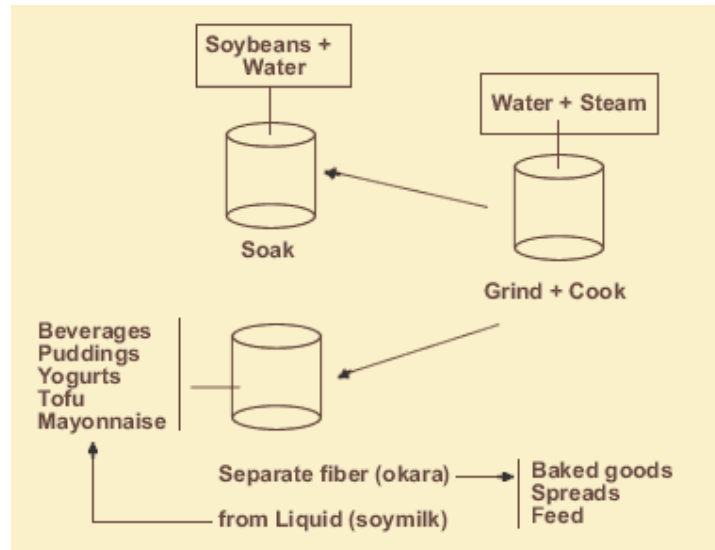 Soybeans +
Water
Water + Steam
Soak
Grind + Cook
Beverages
Puddings
Yogurts
Tofu
Mayonnaise
Separate fiber (okara)
from Liquid (soymilk)
Baked goods
Spreads
Feed